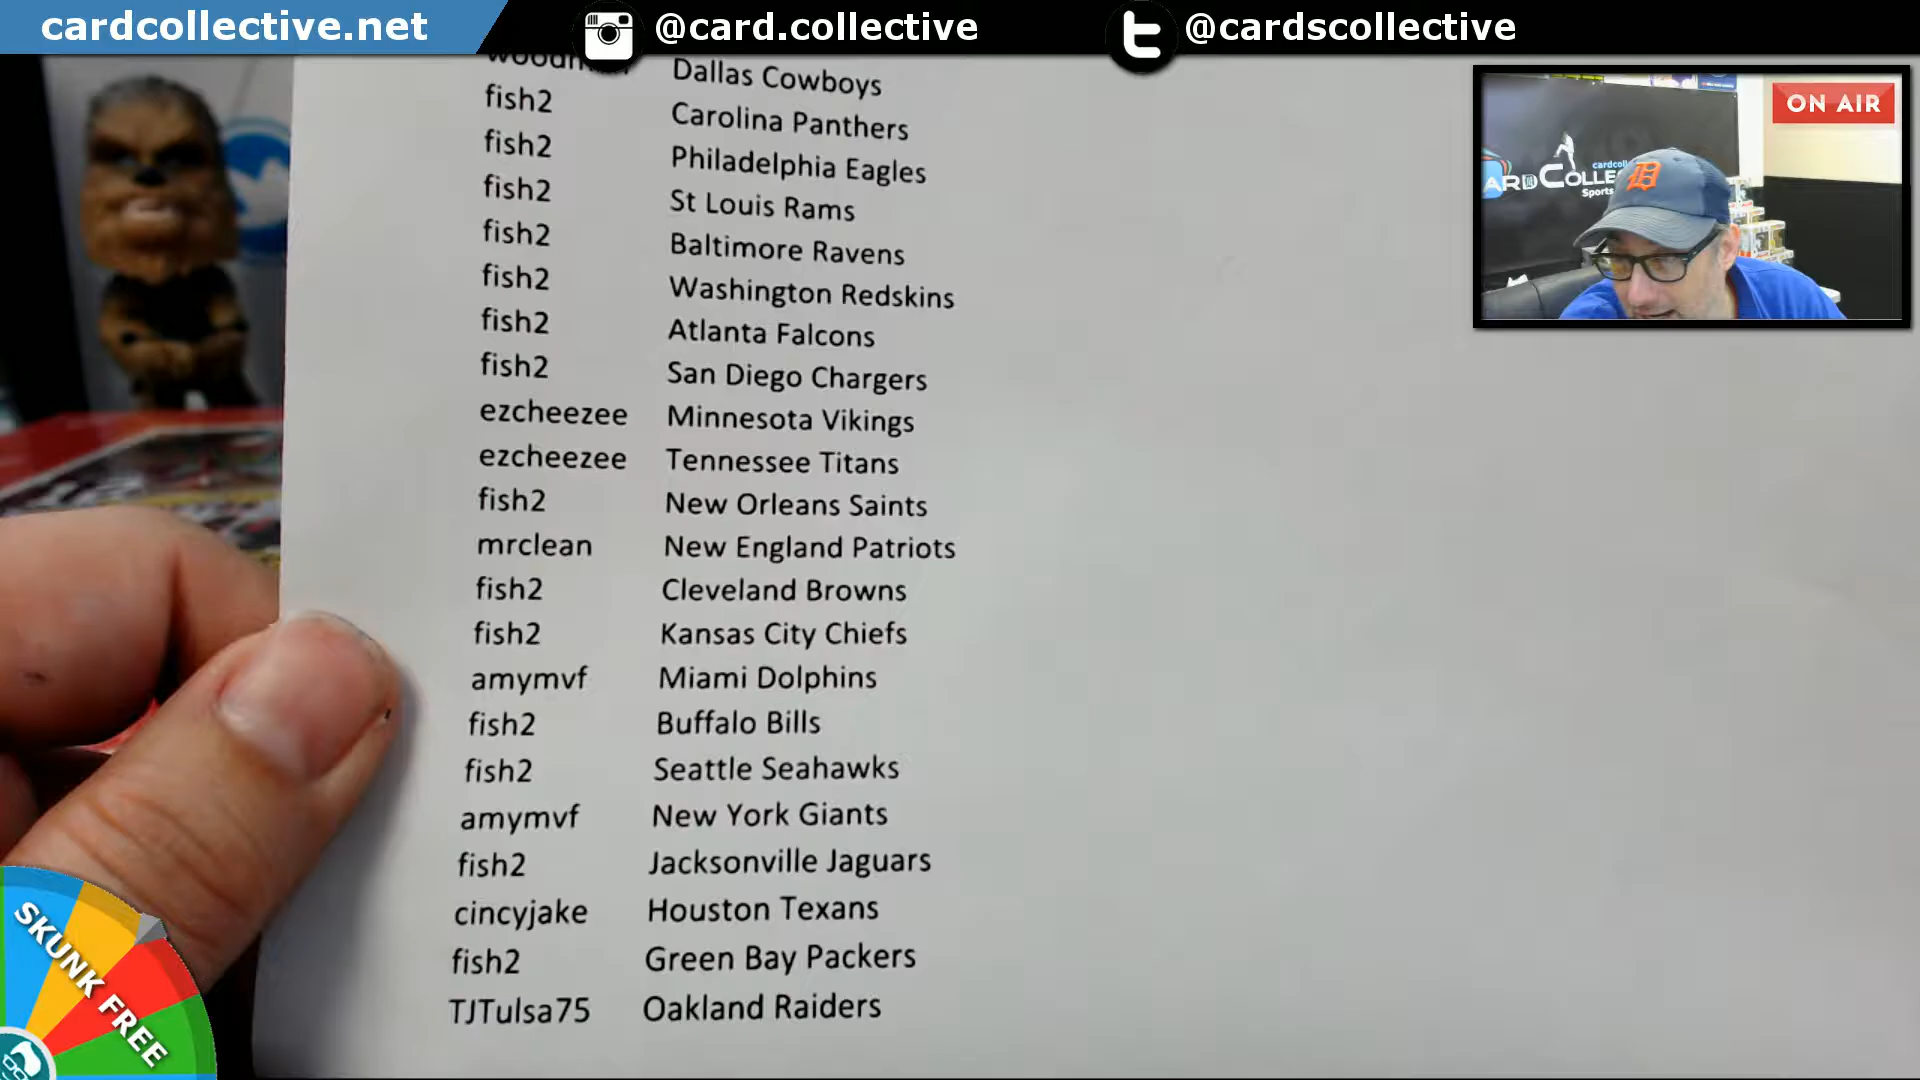 cardcollective.net @card.collective @cardscollective
ON AIR
Dallas Cowboys
fish2 Carolina Panthers
fish2 Philadelphia Eagles
fish2 St Louis Rams
fish2 Baltimore Ravens
fish2 Washington Redskins
fish2 Atlanta Falcons
fish2 San Diego Chargers
ezcheezee Minnesota Vikings
ezcheezee Tennessee Titans
fish2 New Orleans Saints
mrclean New England Patriots
fish2 Cleveland Browns
fish2 Kansas City Chiefs
amymvf Miami Dolphins
fish2 Buffalo Bills
fish2 Seattle Seahawks
amymvf New York Giants
fish2 Jacksonville Jaguars
cincyjake Houston Texans
fish2 Green Bay Packers
TJTulsa75 Oakland Raiders
SKUNK FREE